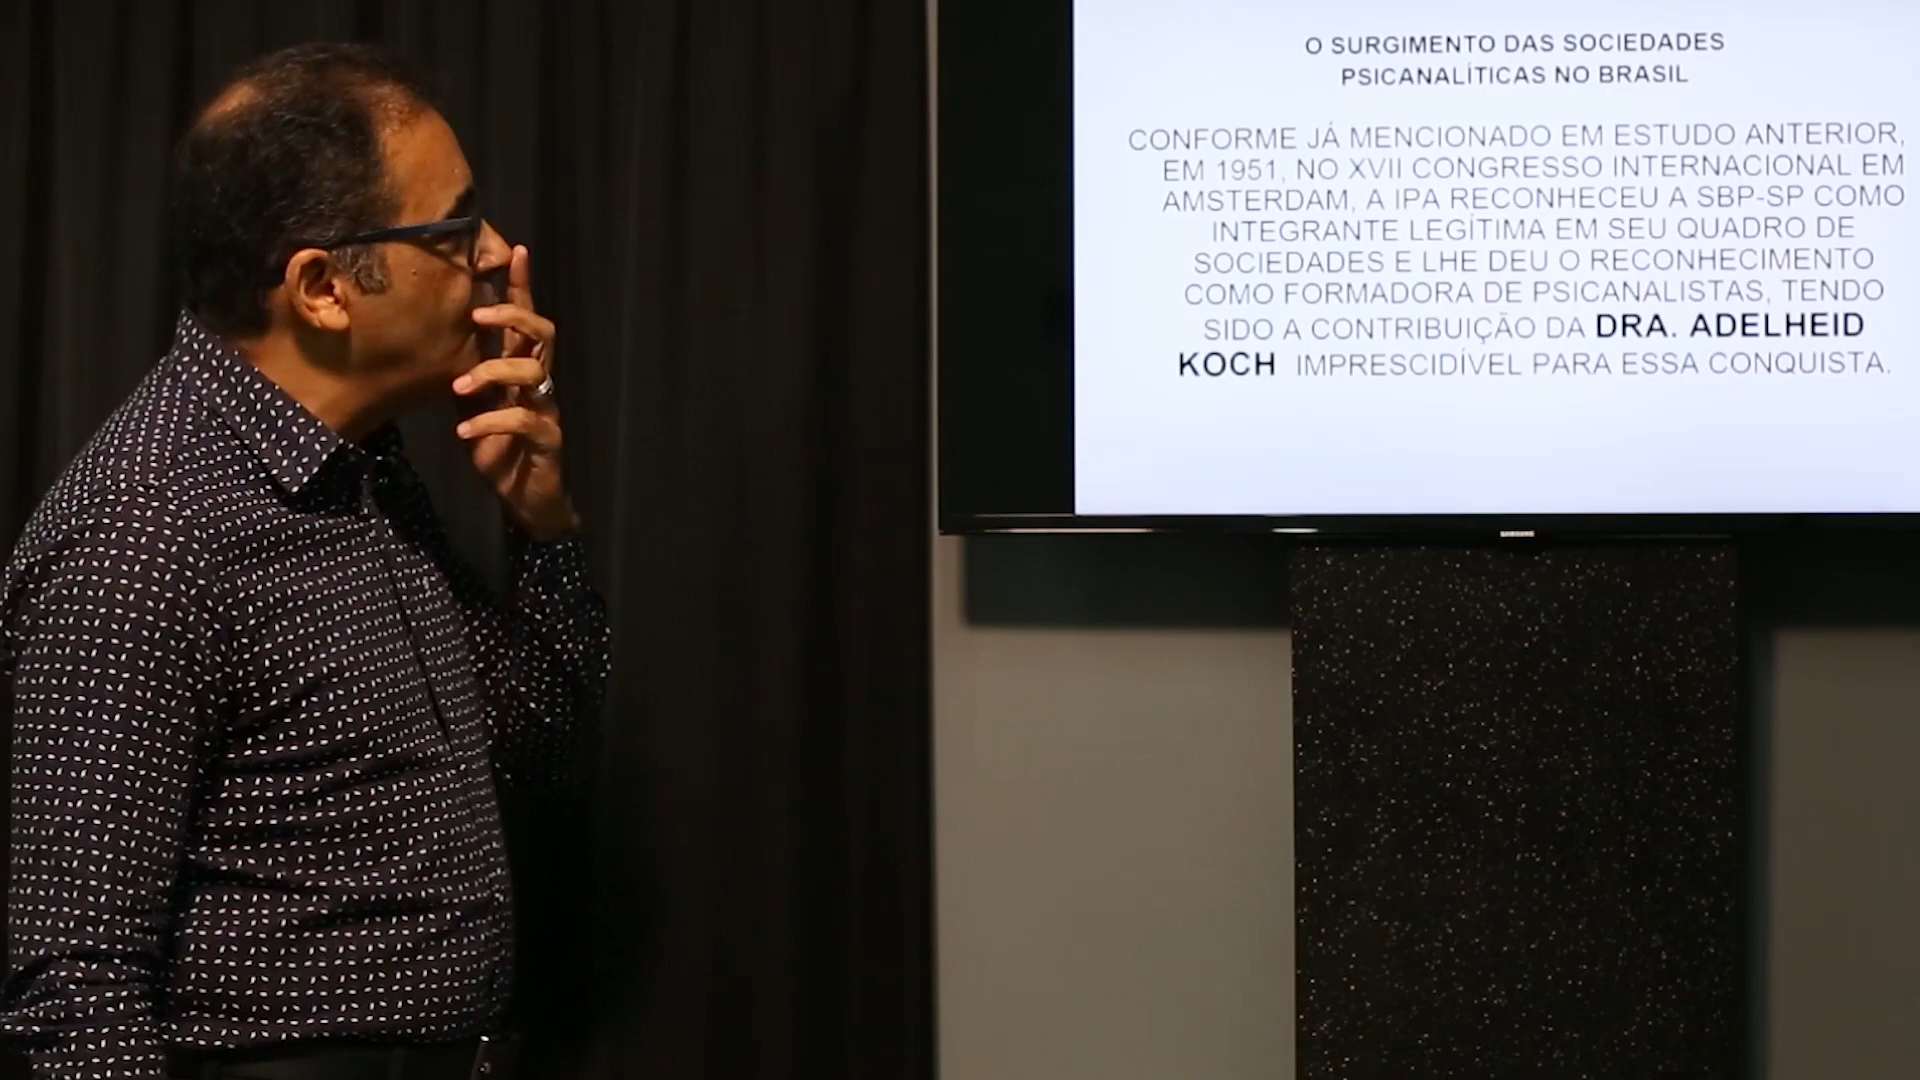 O SURGIMENTO DAS SOCIEDADES
PSICANALÍTICAS NO BRASIL
CONFORME JÁ MENCIONADO EM ESTUDO ANTERIOR,
EM 1951, NO XVII CONGRESSO INTERNACIONAL EM
AMSTERDAM, A IPA RECONHECEU A SBP-SP COMO
INTEGRANTE LEGÍTIMA EM SEU QUADRO DE
SOCIEDADES E LHE DEU O RECONHECIMENTO
COMO FORMADORA DE PSICANALISTAS, TENDO
SIDO A CONTRIBUIÇÃO DA DRA. ADELHEID
KOCH IMPRESCIDÍVEL PARA ESSA CONQUISTA.
SAMSUNG